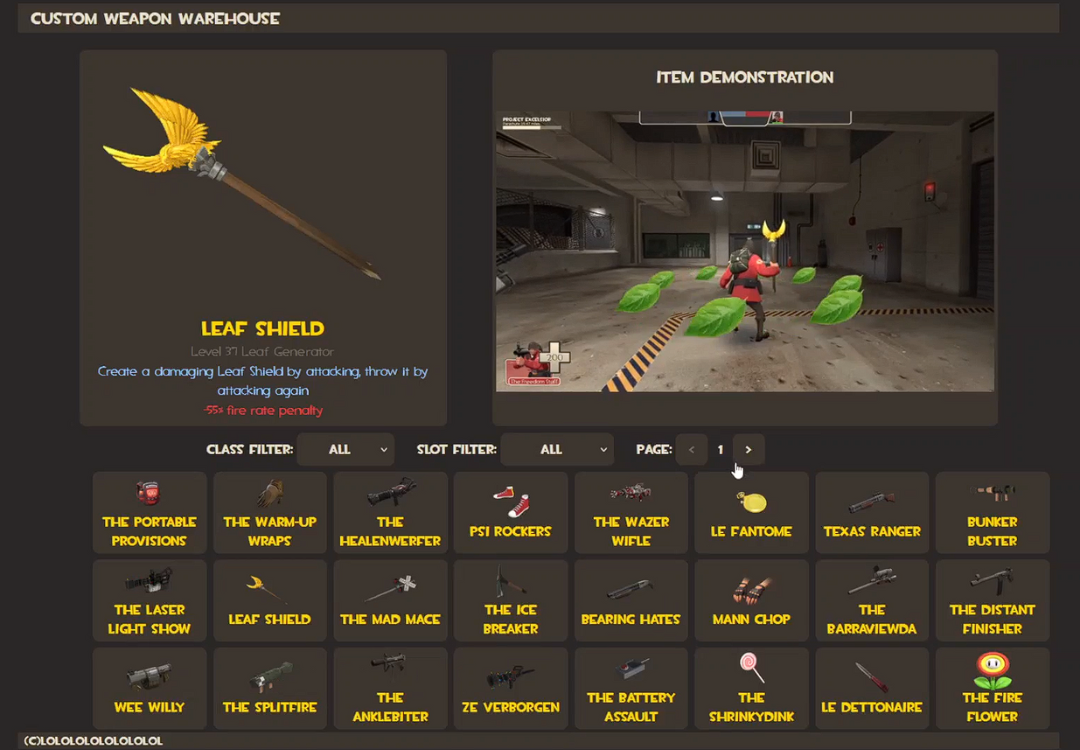 CUSTOM WEAPON WAREHOUSE
ITEM DEMONSTRATION
PROJECT EXCELSIOR
200
LEAF SHIELD
Level 37 Leaf Generator
Create a damaging Leaf Shield by attacking, throw it by
attacking again
-55% fire rate penalty
CLASS FILTER: ALL SLOT FILTER: ALL PAGE: < 1 >
THE PORTABLE
PROVISIONS
THE WARM-UP
WRAPS
THE
HEALENWERFER
PSI ROCKERS
THE WAZER
WIFLE
LE FANTOME
TEXAS RANGER
BUNKER
BUSTER
THE LASER
LIGHT SHOW
LEAF SHIELD
THE MAD MACE
THE ICE
BREAKER
BEARING HATES
MANN CHOP
THE
BARRAVIEWDA
THE DISTANT
FINISHER
WEE WILLY
THE SPLITFIRE
THE
ANKLEBITER
ZE VERBORGEN
THE BATTERY
ASSAULT
THE
SHRINKYDINK
LE DETTONAIRE
THE FIRE
FLOWER
(C)LOLOLOLOLOLOLOLOL